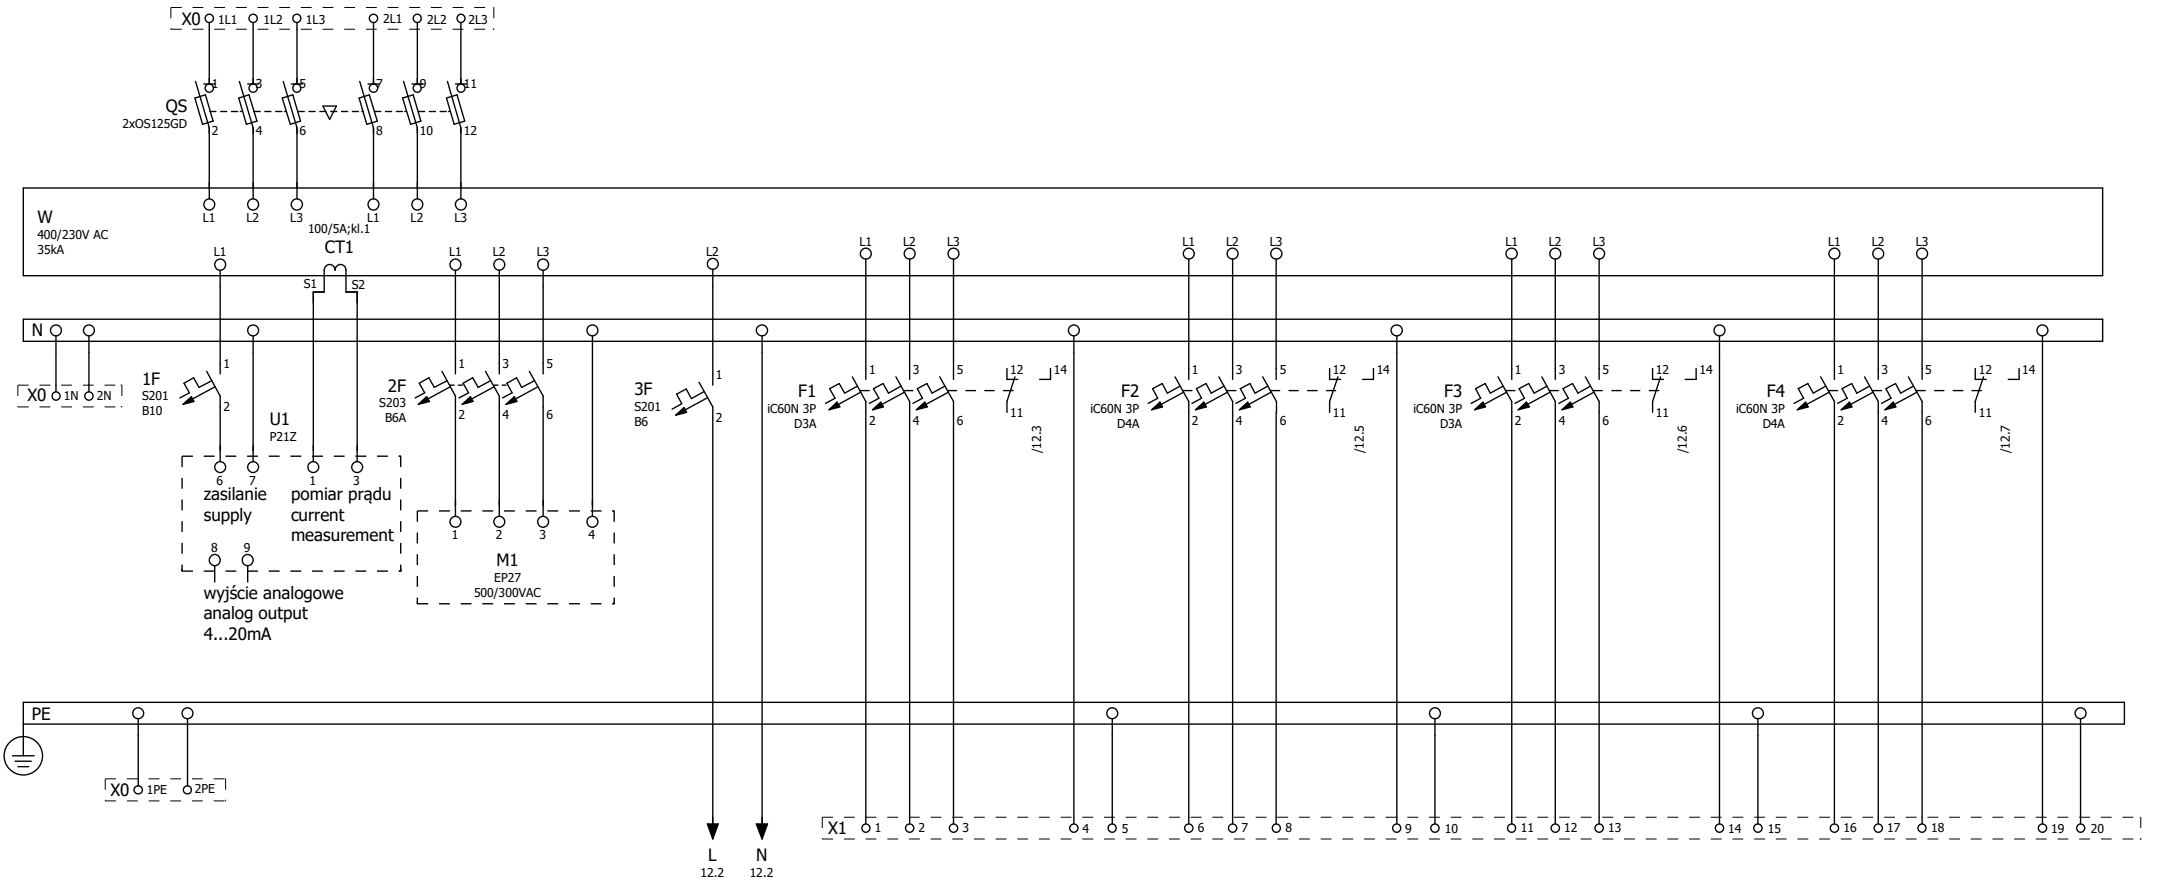 X0 1L1 1L2 1L3 2L1 2L2 2L3
1 3 5 7 9 11
QS
2xOS125GD
2 4 6 8 10 12
L1 L2 L3 L1 L2 L3
W
400/230V AC
35kA
100/5A;kl.1
CT1
L1 L1 L2 L3 L2 L1 L2 L3 L1 L2 L3 L1 L2 L3 L1 L2 L3
S1 S2
N
X0 1N 2N
1F
S201
B10
1
2
2F
S203
B6A
1 3 5
2 4 6
3F
S201
B6
1
2
F1
iC60N 3P
D3A
1 3 5 12 14
2 4 6 11
/12.3
F2
iC60N 3P
D4A
1 3 5 12 14
2 4 6 11
/12.5
F3
iC60N 3P
D3A
1 3 5 12 14
2 4 6 11
/12.6
F4
iC60N 3P
D4A
1 3 5 12 14
2 4 6 11
/12.7
U1
P21Z
6 7 1 3
zasilanie
supply
pomiar prądu
current
measurement
8 9
wyjście analogowe
analog output
4...20mA
1 2 3 4
M1
EP27
500/300VAC
PE
X0 1PE 2PE
L
12.2
N
12.2
X1 1 2 3 4 5 6 7 8 9 10 11 12 13 14 15 16 17 18 19 20